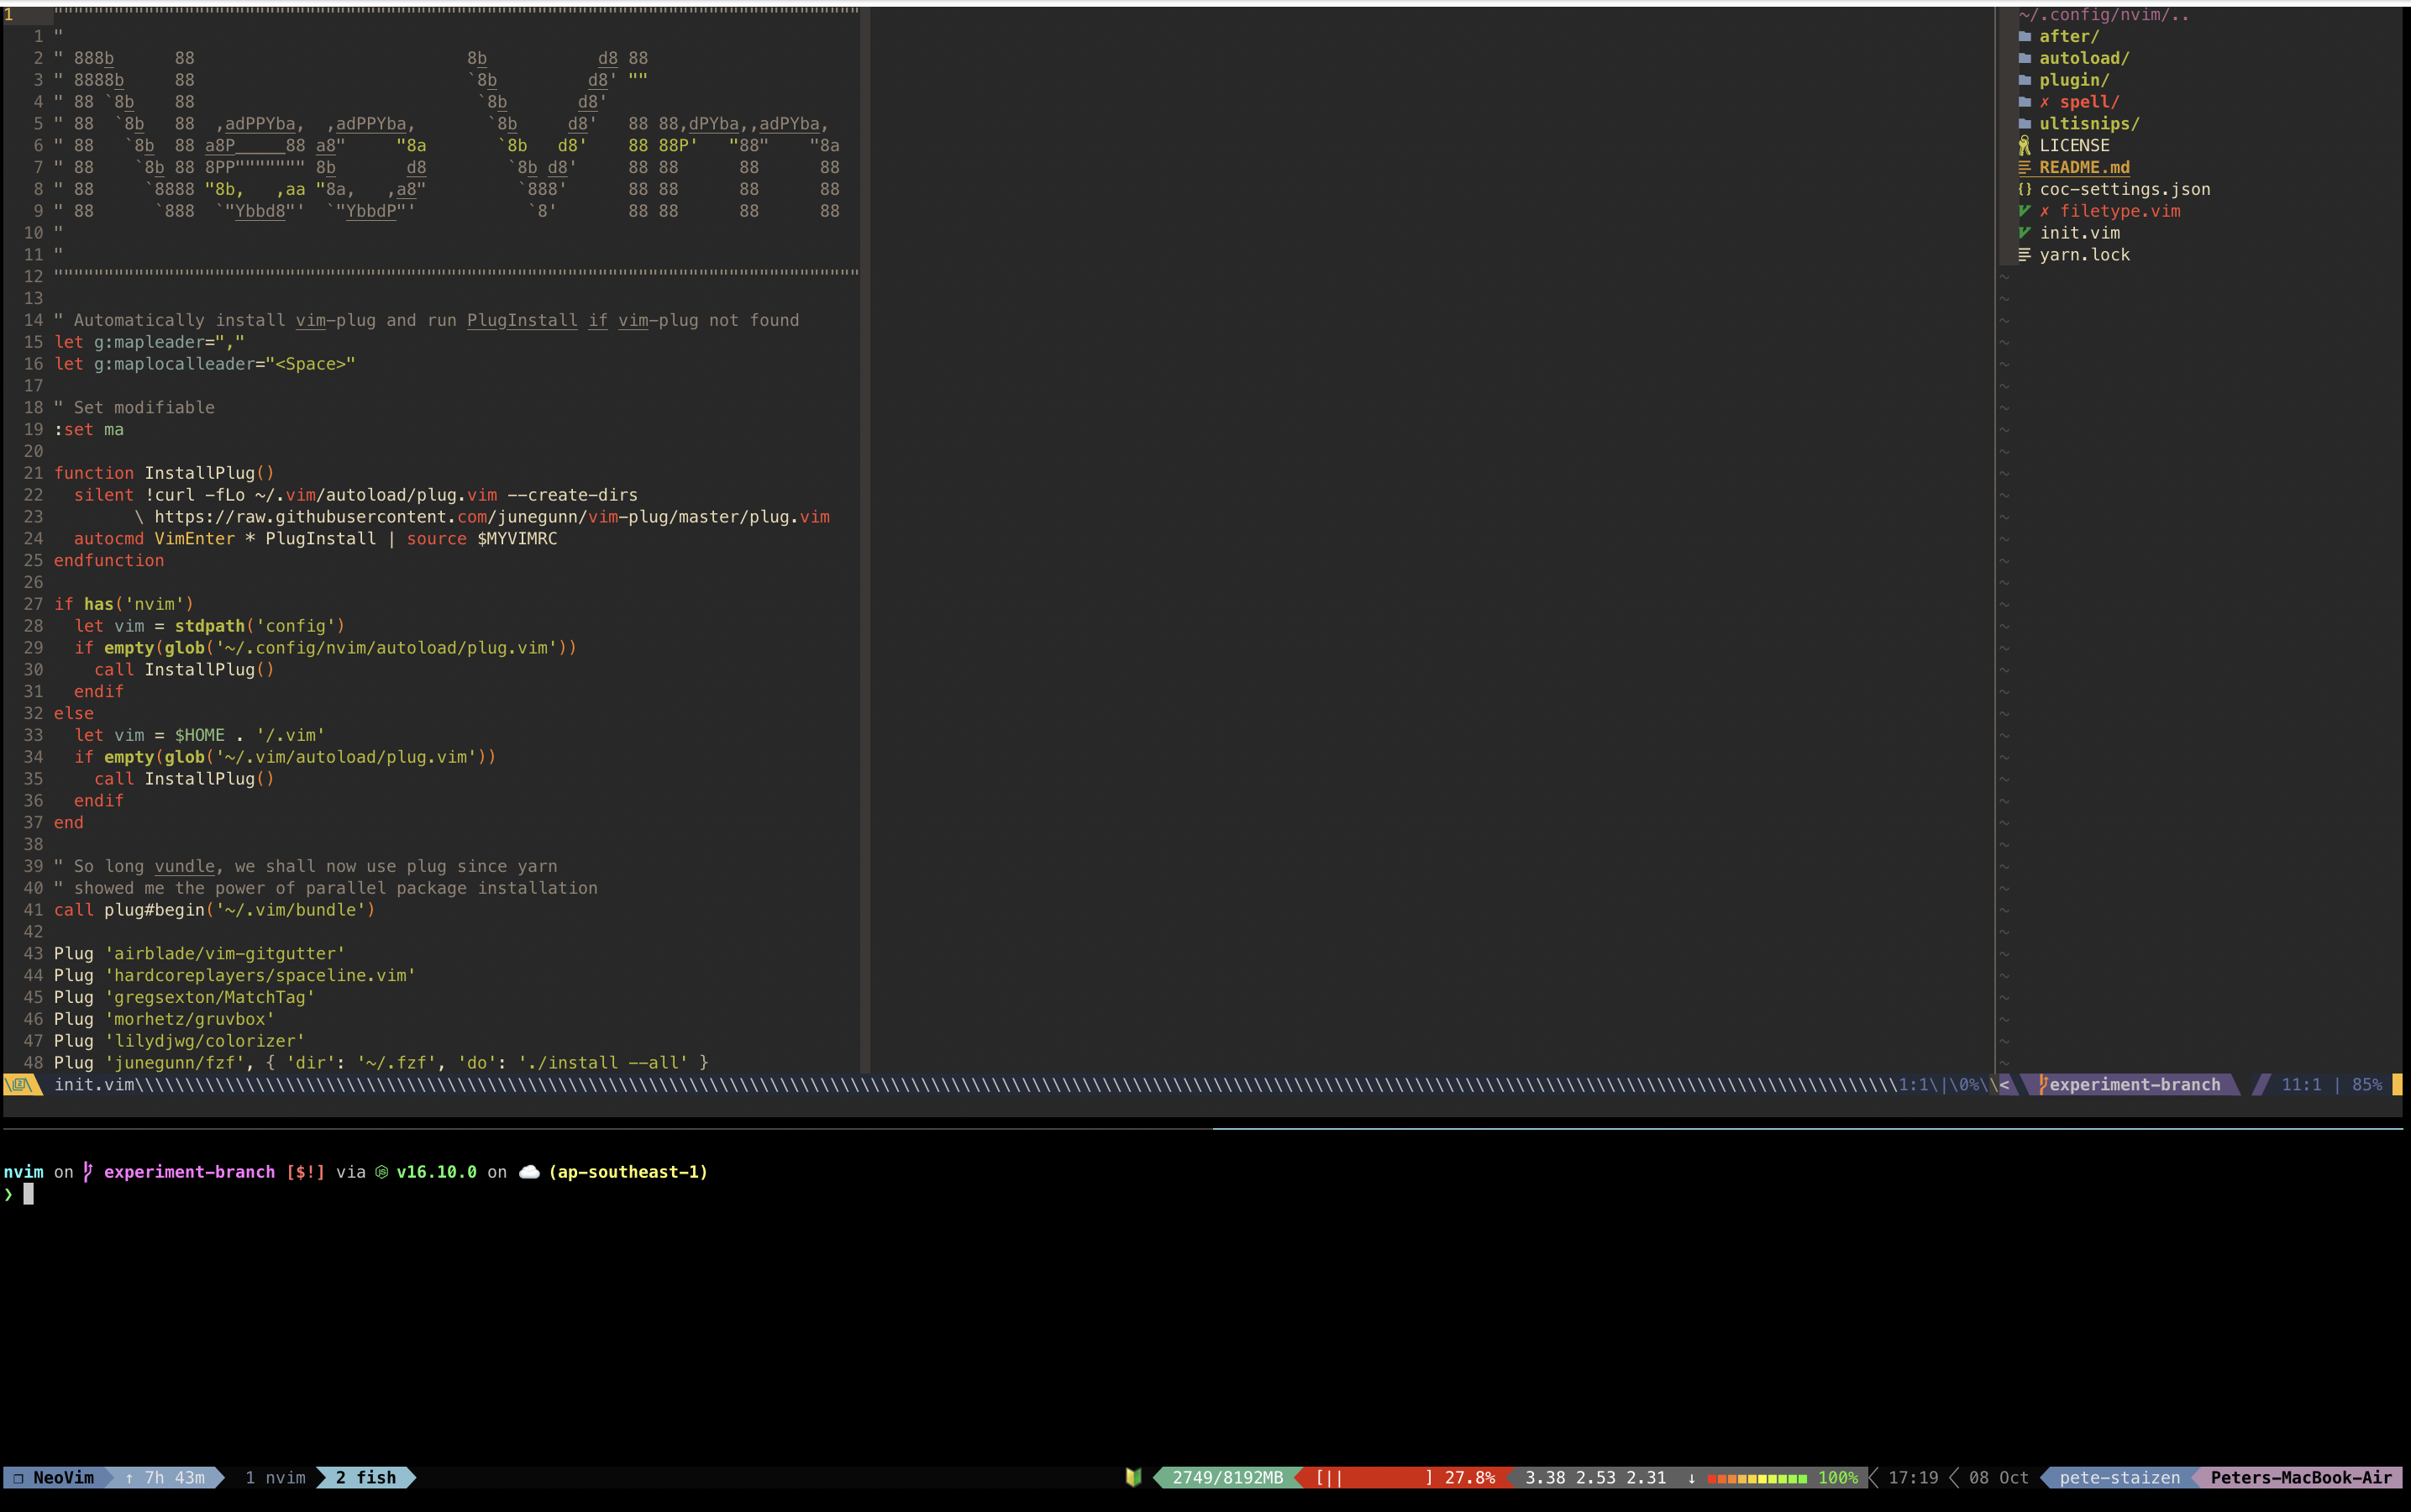 1 """"""""""""""""""""""""""""""""""""""""""""""""""""""""""""""""""""""""""""""""
1 "
2 " 888b      88                           8b           d8 88
3 " 8888b     88                           `8b         d8' ""
4 " 88 `8b    88                            `8b       d8'
5 " 88  `8b   88  ,adPPYba,  ,adPPYba,       `8b     d8'   88 88,dPYba,,adPYba,
6 " 88   `8b  88 a8P_____88 a8"     "8a       `8b   d8'    88 88P'   "88"    "8a
7 " 88    `8b 88 8PP""""""" 8b       d8        `8b d8'     88 88      88      88
8 " 88     `8888 "8b,   ,aa "8a,   ,a8"         `888'      88 88      88      88
9 " 88      `888  `"Ybbd8"'  `"YbbdP"'           `8'       88 88      88      88
10 "
11 "
12 """"""""""""""""""""""""""""""""""""""""""""""""""""""""""""""""""""""""""""""""
13
14 " Automatically install vim-plug and run PlugInstall if vim-plug not found
15 let g:mapleader=","
16 let g:maplocalleader="<Space>"
17
18 " Set modifiable
19 :set ma
20
21 function InstallPlug()
22   silent !curl -fLo ~/.vim/autoload/plug.vim --create-dirs
23         \ https://raw.githubusercontent.com/junegunn/vim-plug/master/plug.vim
24   autocmd VimEnter * PlugInstall | source $MYVIMRC
25 endfunction
26
27 if has('nvim')
28   let vim = stdpath('config')
29   if empty(glob('~/.config/nvim/autoload/plug.vim'))
30     call InstallPlug()
31   endif
32 else
33   let vim = $HOME . '/.vim'
34   if empty(glob('~/.vim/autoload/plug.vim'))
35     call InstallPlug()
36   endif
37 end
38
39 " So long vundle, we shall now use plug since yarn
40 " showed me the power of parallel package installation
41 call plug#begin('~/.vim/bundle')
42
43 Plug 'airblade/vim-gitgutter'
44 Plug 'hardcoreplayers/spaceline.vim'
45 Plug 'gregsexton/MatchTag'
46 Plug 'morhetz/gruvbox'
47 Plug 'lilydjwg/colorizer'
48 Plug 'junegunn/fzf', { 'dir': '~/.fzf', 'do': './install --all' }
~/.config/nvim/..
after/
autoload/
plugin/
✗ spell/
ultisnips/
LICENSE
README.md
{} coc-settings.json
✗ filetype.vim
init.vim
yarn.lock
init.vim 1:1\|\0%\\< experiment-branch 11:1 | 85%
nvim on experiment-branch [$!] via v16.10.0 on ☁️ (ap-southeast-1)
❯
❐ NeoVim ↑ 7h 43m 1 nvim 2 fish 2749/8192MB [||        ] 27.8% 3.38 2.53 2.31 ↓ 100% 17:19 08 Oct pete-staizen Peters-MacBook-Air